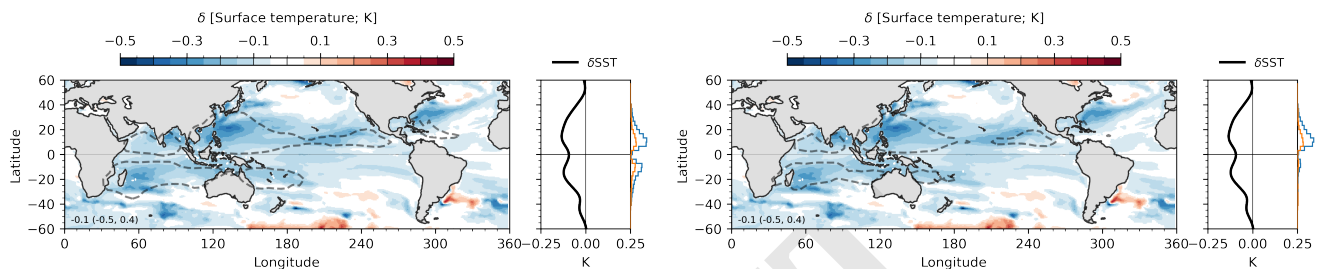 δ [Surface temperature; K]
−0.5 −0.3 −0.1 0.1 0.3 0.5
δSST
60
40
20
0
−20
−40
−60
Latitude
-0.1 (-0.5, 0.4)
0 60 120 180 240 300 360
Longitude
−0.25 0.00 0.25
K
δ [Surface temperature; K]
−0.5 −0.3 −0.1 0.1 0.3 0.5
δSST
60
40
20
0
−20
−40
−60
Latitude
-0.1 (-0.5, 0.4)
0 60 120 180 240 300 360
Longitude
−0.25 0.00 0.25
K